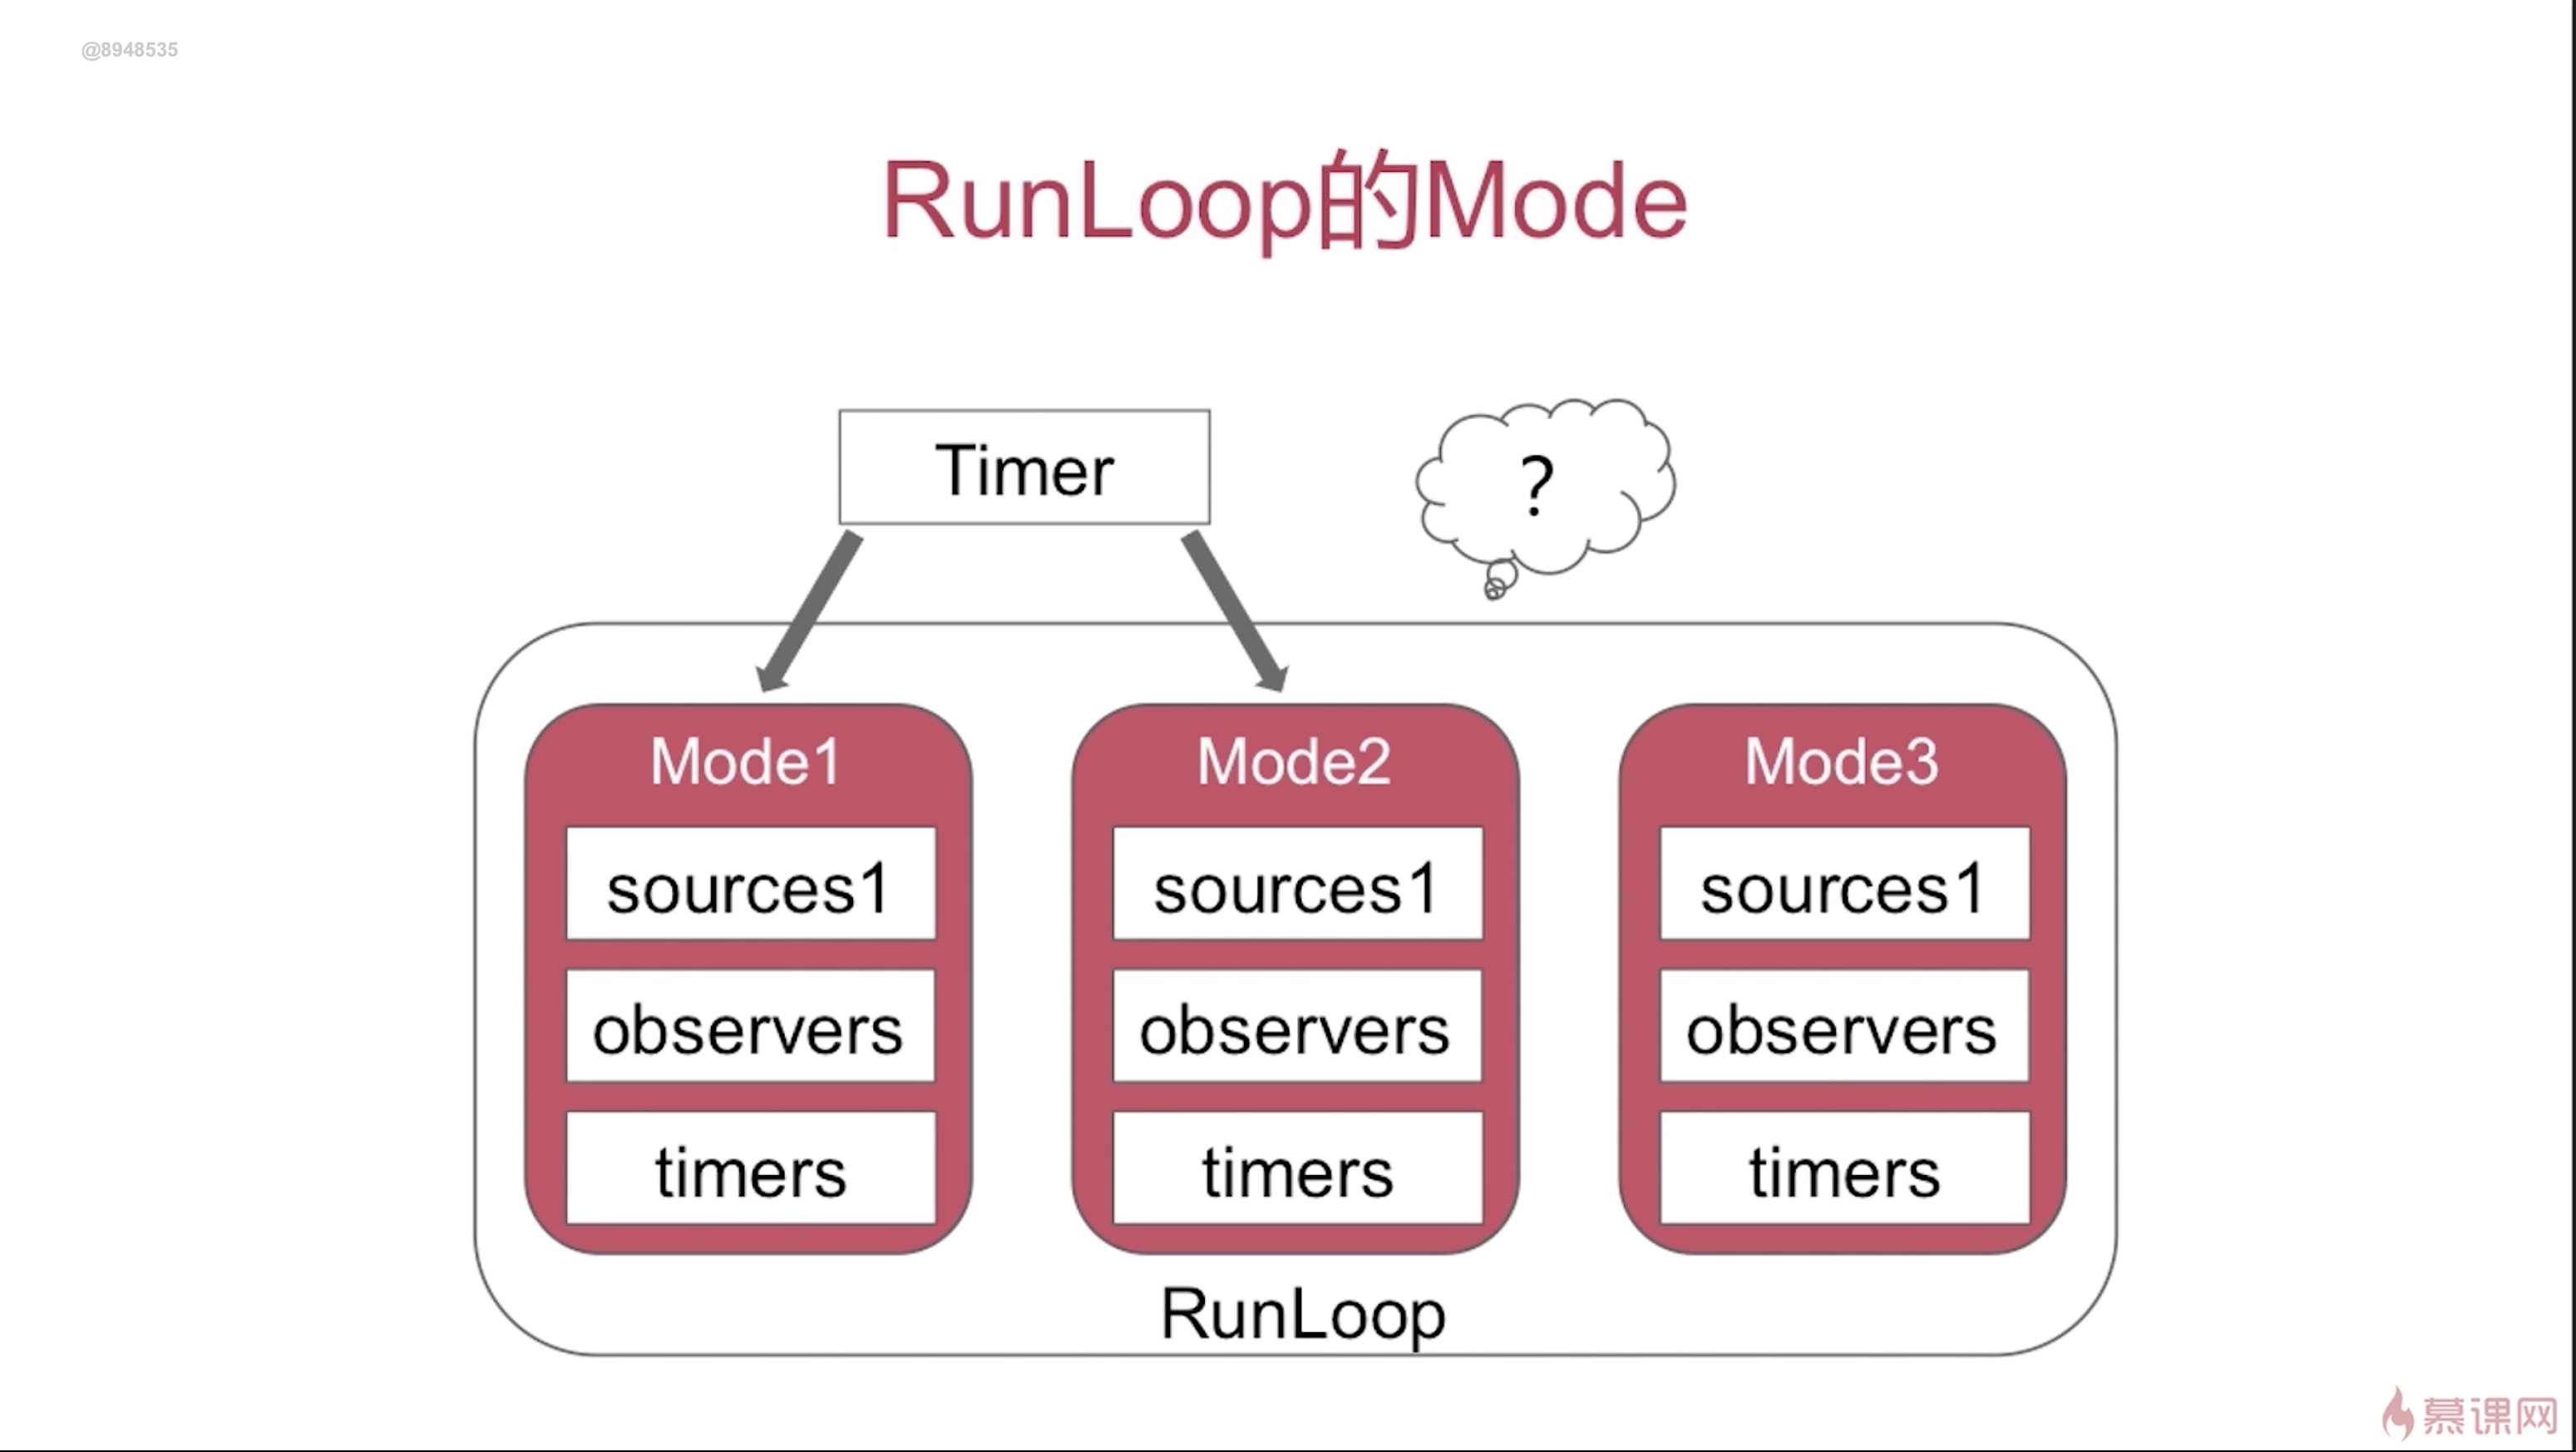 @8948535
RunLoop的Mode
Timer
?
Mode1
Mode2
Mode3
sources1
sources1
sources1
observers
observers
observers
timers
timers
timers
RunLoop
慕课网